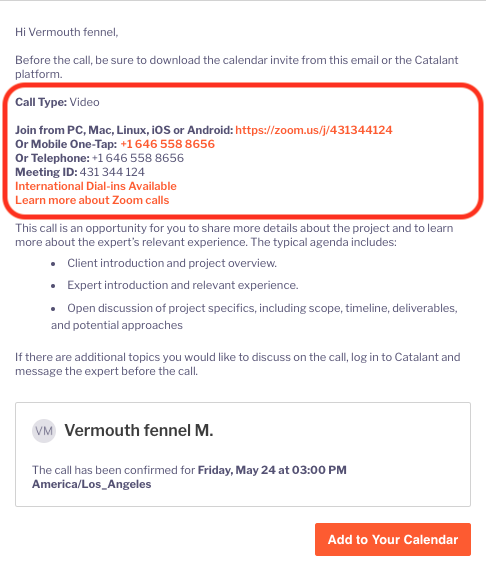 Hi Vermouth fennel,
Before the call, be sure to download the calendar invite from this email or the Catalant
platform.
Call Type: Video
Join from PC, Mac, Linux, iOS or Android: https://zoom.us/j/431344124
Or Mobile One-Tap: +1 646 558 8656
Or Telephone: +1 646 558 8656
Meeting ID: 431 344 124
International Dial-ins Available
Learn more about Zoom calls
This call is an opportunity for you to share more details about the project and to learn
more about the expert's relevant experience. The typical agenda includes:
• Client introduction and project overview.
• Expert introduction and relevant experience.
• Open discussion of project specifics, including scope, timeline, deliverables,
and potential approaches
If there are additional topics you would like to discuss on the call, log in to Catalant and
message the expert before the call.
VM Vermouth fennel M.
The call has been confirmed for Friday, May 24 at 03:00 PM
America/Los_Angeles
Add to Your Calendar